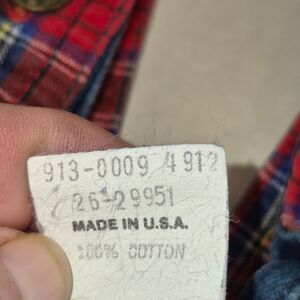 913-0009 4912
26-29951
MADE IN U.S.A.
100% COTTON